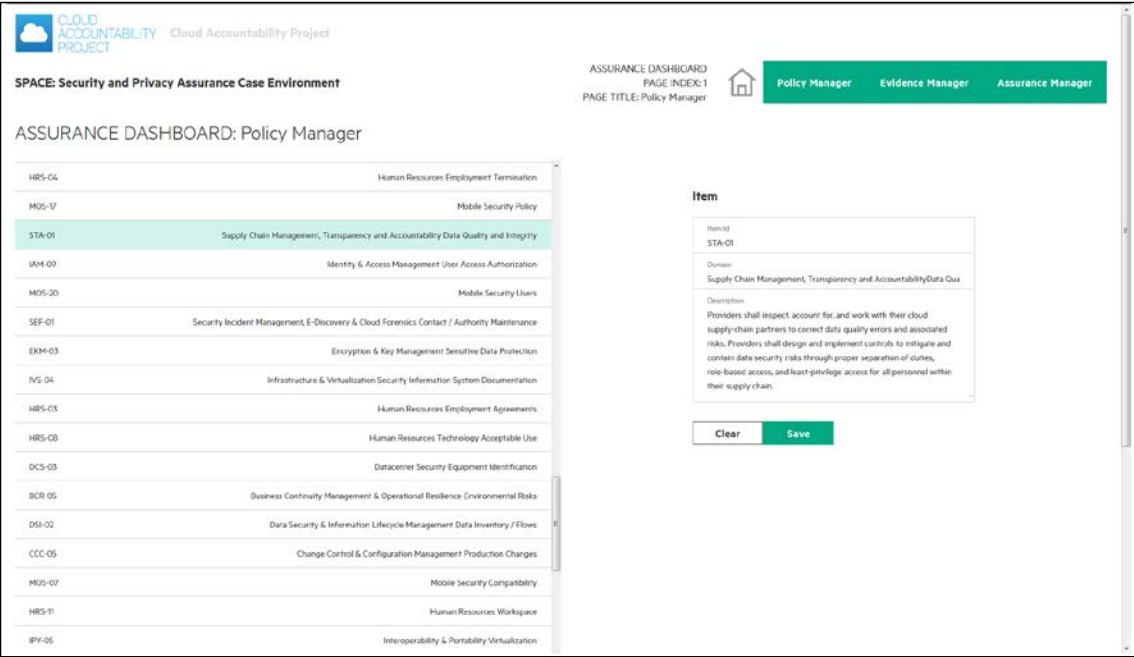 CLOUD
ACCOUNTABILITY
PROJECT
Cloud Accountability Project
SPACE: Security and Privacy Assurance Case Environment
ASSURANCE DASHBOARD
PAGE INDEX: 1
PAGE TITLE: Policy Manager
Policy Manager Evidence Manager Assurance Manager
ASSURANCE DASHBOARD: Policy Manager
HRS-04 Human Resources Employment Termination
MOS-17 Mobile Security Policy
STA-01 Supply Chain Management, Transparency and Accountability Data Quality and Integrity
IAM-09 Identity & Access Management User Access Authorization
MOS-20 Mobile Security Users
SEF-01 Security Incident Management, E-Discovery & Cloud Forensics Contact / Authority Maintenance
EKM-03 Encryption & Key Management Sensitive Data Protection
IVS-04 Infrastructure & Virtualization Security Information System Documentation
HRS-03 Human Resources Employment Agreements
HRS-08 Human Resources Technology Acceptable Use
DCS-03 Datacenter Security Equipment Identification
BCR-05 Business Continuity Management & Operational Resilience Environmental Risks
DSI-02 Data Security & Information Lifecycle Management Data Inventory / Flows
CCC-05 Change Control & Configuration Management Production Changes
MOS-07 Mobile Security Compatibility
HRS-11 Human Resources Workspace
IPY-05 Interoperability & Portability Virtualization
Item
Item Id
STA-01
Domain
Supply Chain Management, Transparency and AccountabilityData Qua
Description
Providers shall inspect, account for, and work with their cloud
supply-chain partners to correct data quality errors and associated
risks. Providers shall design and implement controls to mitigate and
contain data security risks through proper separation of duties,
role-based access, and least-privilege access for all personnel within
their supply chain.
Clear Save